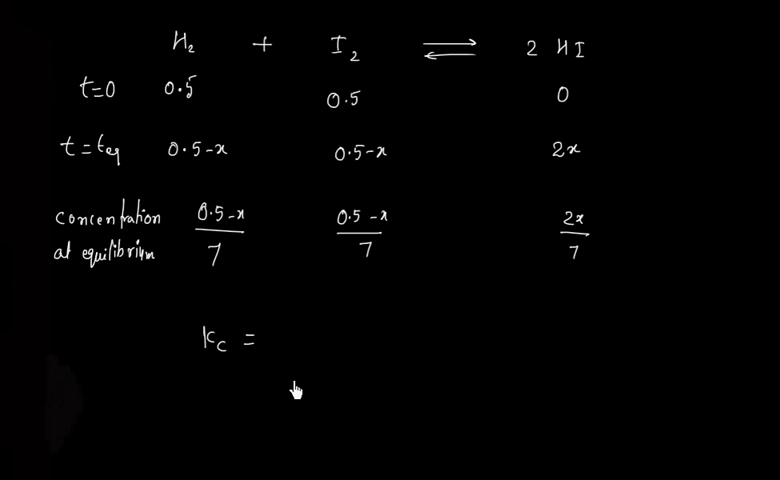 H₂ + I₂ ⇌ 2 HI
t=0 0.5 0.5 0
t=teq 0.5-x 0.5-x 2x
concentration 0.5-x/7 0.5-x/7 2x/7
at equilibrium
Kc =